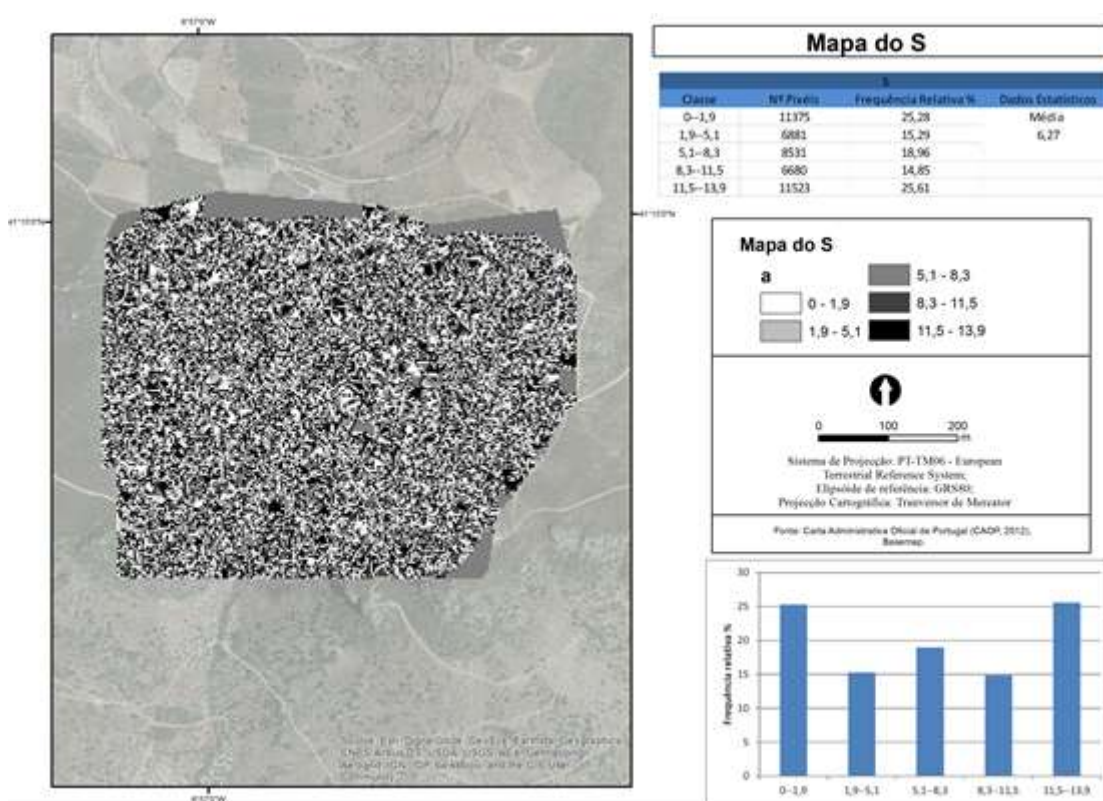 Mapa do S
S
Classe Nº Pixéis Frequência Relativa % Dados Estatísticos
0--1,9 11375 25,28 Média
1,9--5,1 6881 15,29 6,27
5,1--8,3 8531 18,96
8,3--11,5 6680 14,85
11,5--13,9 11523 25,61
Mapa do S
a
0 - 1,9
1,9 - 5,1
5,1 - 8,3
8,3 - 11,5
11,5 - 13,9
0 100 200
m
Sistema de Projecção: PT-TM06 - European
Terrestrial Reference System;
Elipsóide de referência: GRS80;
Projecção Cartográfica: Tranversor de Mercator
Fonte: Carta Administrativa Oficial de Portugal (CAOP, 2012),
Basemap.
Frequência relativa %
30
25
20
15
10
5
0
0--1,9 1,9--5,1 5,1--8,3 8,3--11,5 11,5--13,9